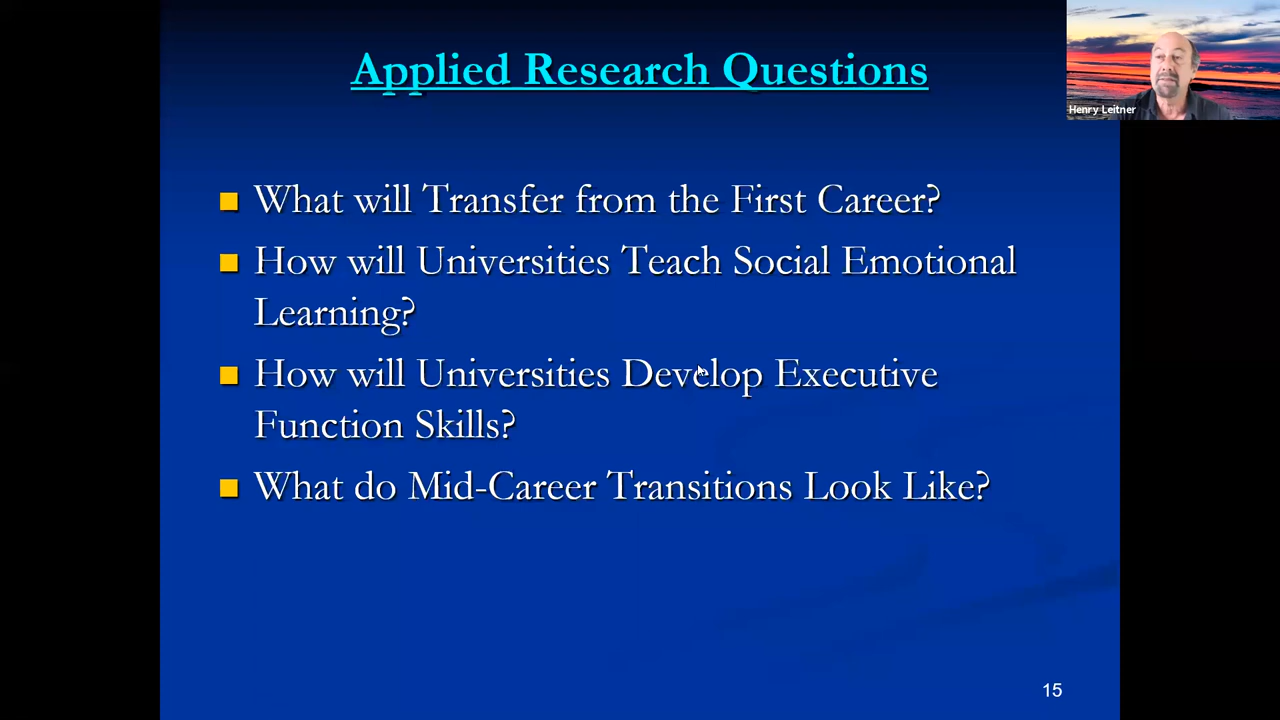 Applied Research Questions
Henry Leitner
What will Transfer from the First Career?
How will Universities Teach Social Emotional
Learning?
How will Universities Develop Executive
Function Skills?
What do Mid-Career Transitions Look Like?
15